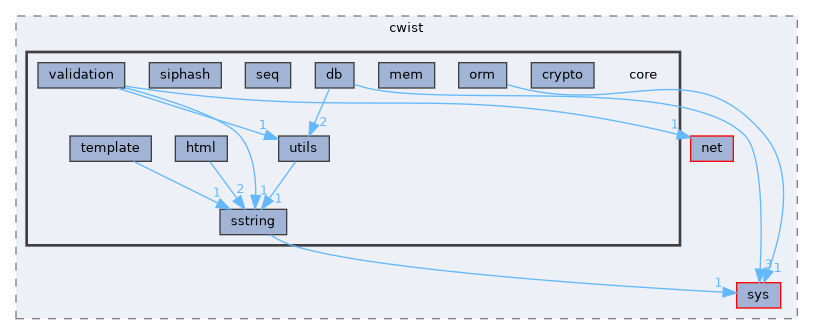 cwist
validation
siphash
seq
db
mem
orm
crypto
core
1
2
1
template
html
utils
net
1
2
1
1
sstring
1
3
1
sys